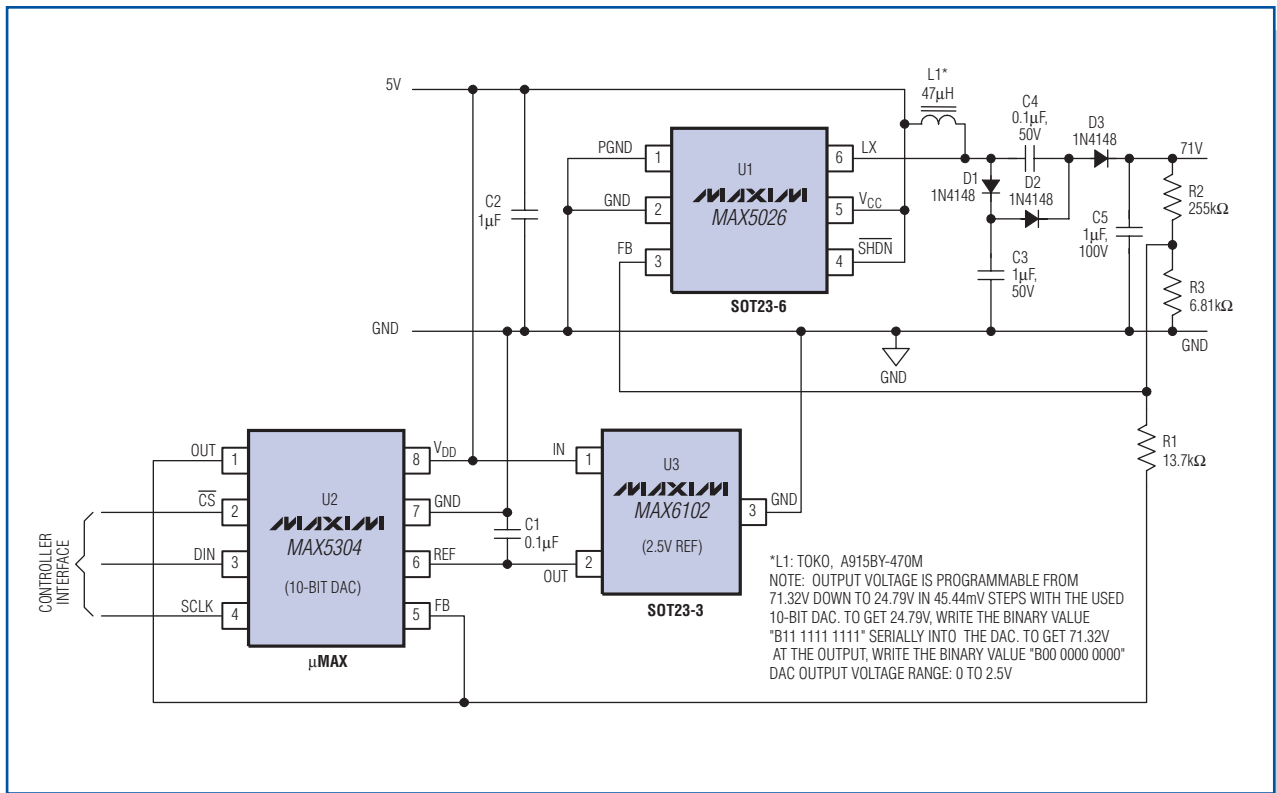 5V
L1*
47μH
C4
0.1μF,
50V
D3
1N4148
71V
PGND
1
6
LX
U1
MAXIM
MAX5026
D1
1N4148
D2
1N4148
R2
255kΩ
C2
1μF
GND
2
5
VCC
C5
1μF,
100V
FB
3
4
SHDN
C3
1μF,
50V
R3
6.81kΩ
SOT23-6
GND
GND
GND
OUT
1
8
VDD
IN
1
U3
MAXIM
MAX6102
(2.5V REF)
3
GND
R1
13.7kΩ
CS
2
U2
MAXIM
MAX5304
(10-BIT DAC)
7
GND
C1
0.1μF
CONTROLLER
INTERFACE
DIN
3
6
REF
OUT
2
SCLK
4
5
FB
SOT23-3
μMAX
*L1: TOKO, A915BY-470M
NOTE: OUTPUT VOLTAGE IS PROGRAMMABLE FROM
71.32V DOWN TO 24.79V IN 45.44mV STEPS WITH THE USED
10-BIT DAC. TO GET 24.79V, WRITE THE BINARY VALUE
"B11 1111 1111" SERIALLY INTO THE DAC. TO GET 71.32V
AT THE OUTPUT, WRITE THE BINARY VALUE "B00 0000 0000"
DAC OUTPUT VOLTAGE RANGE: 0 TO 2.5V